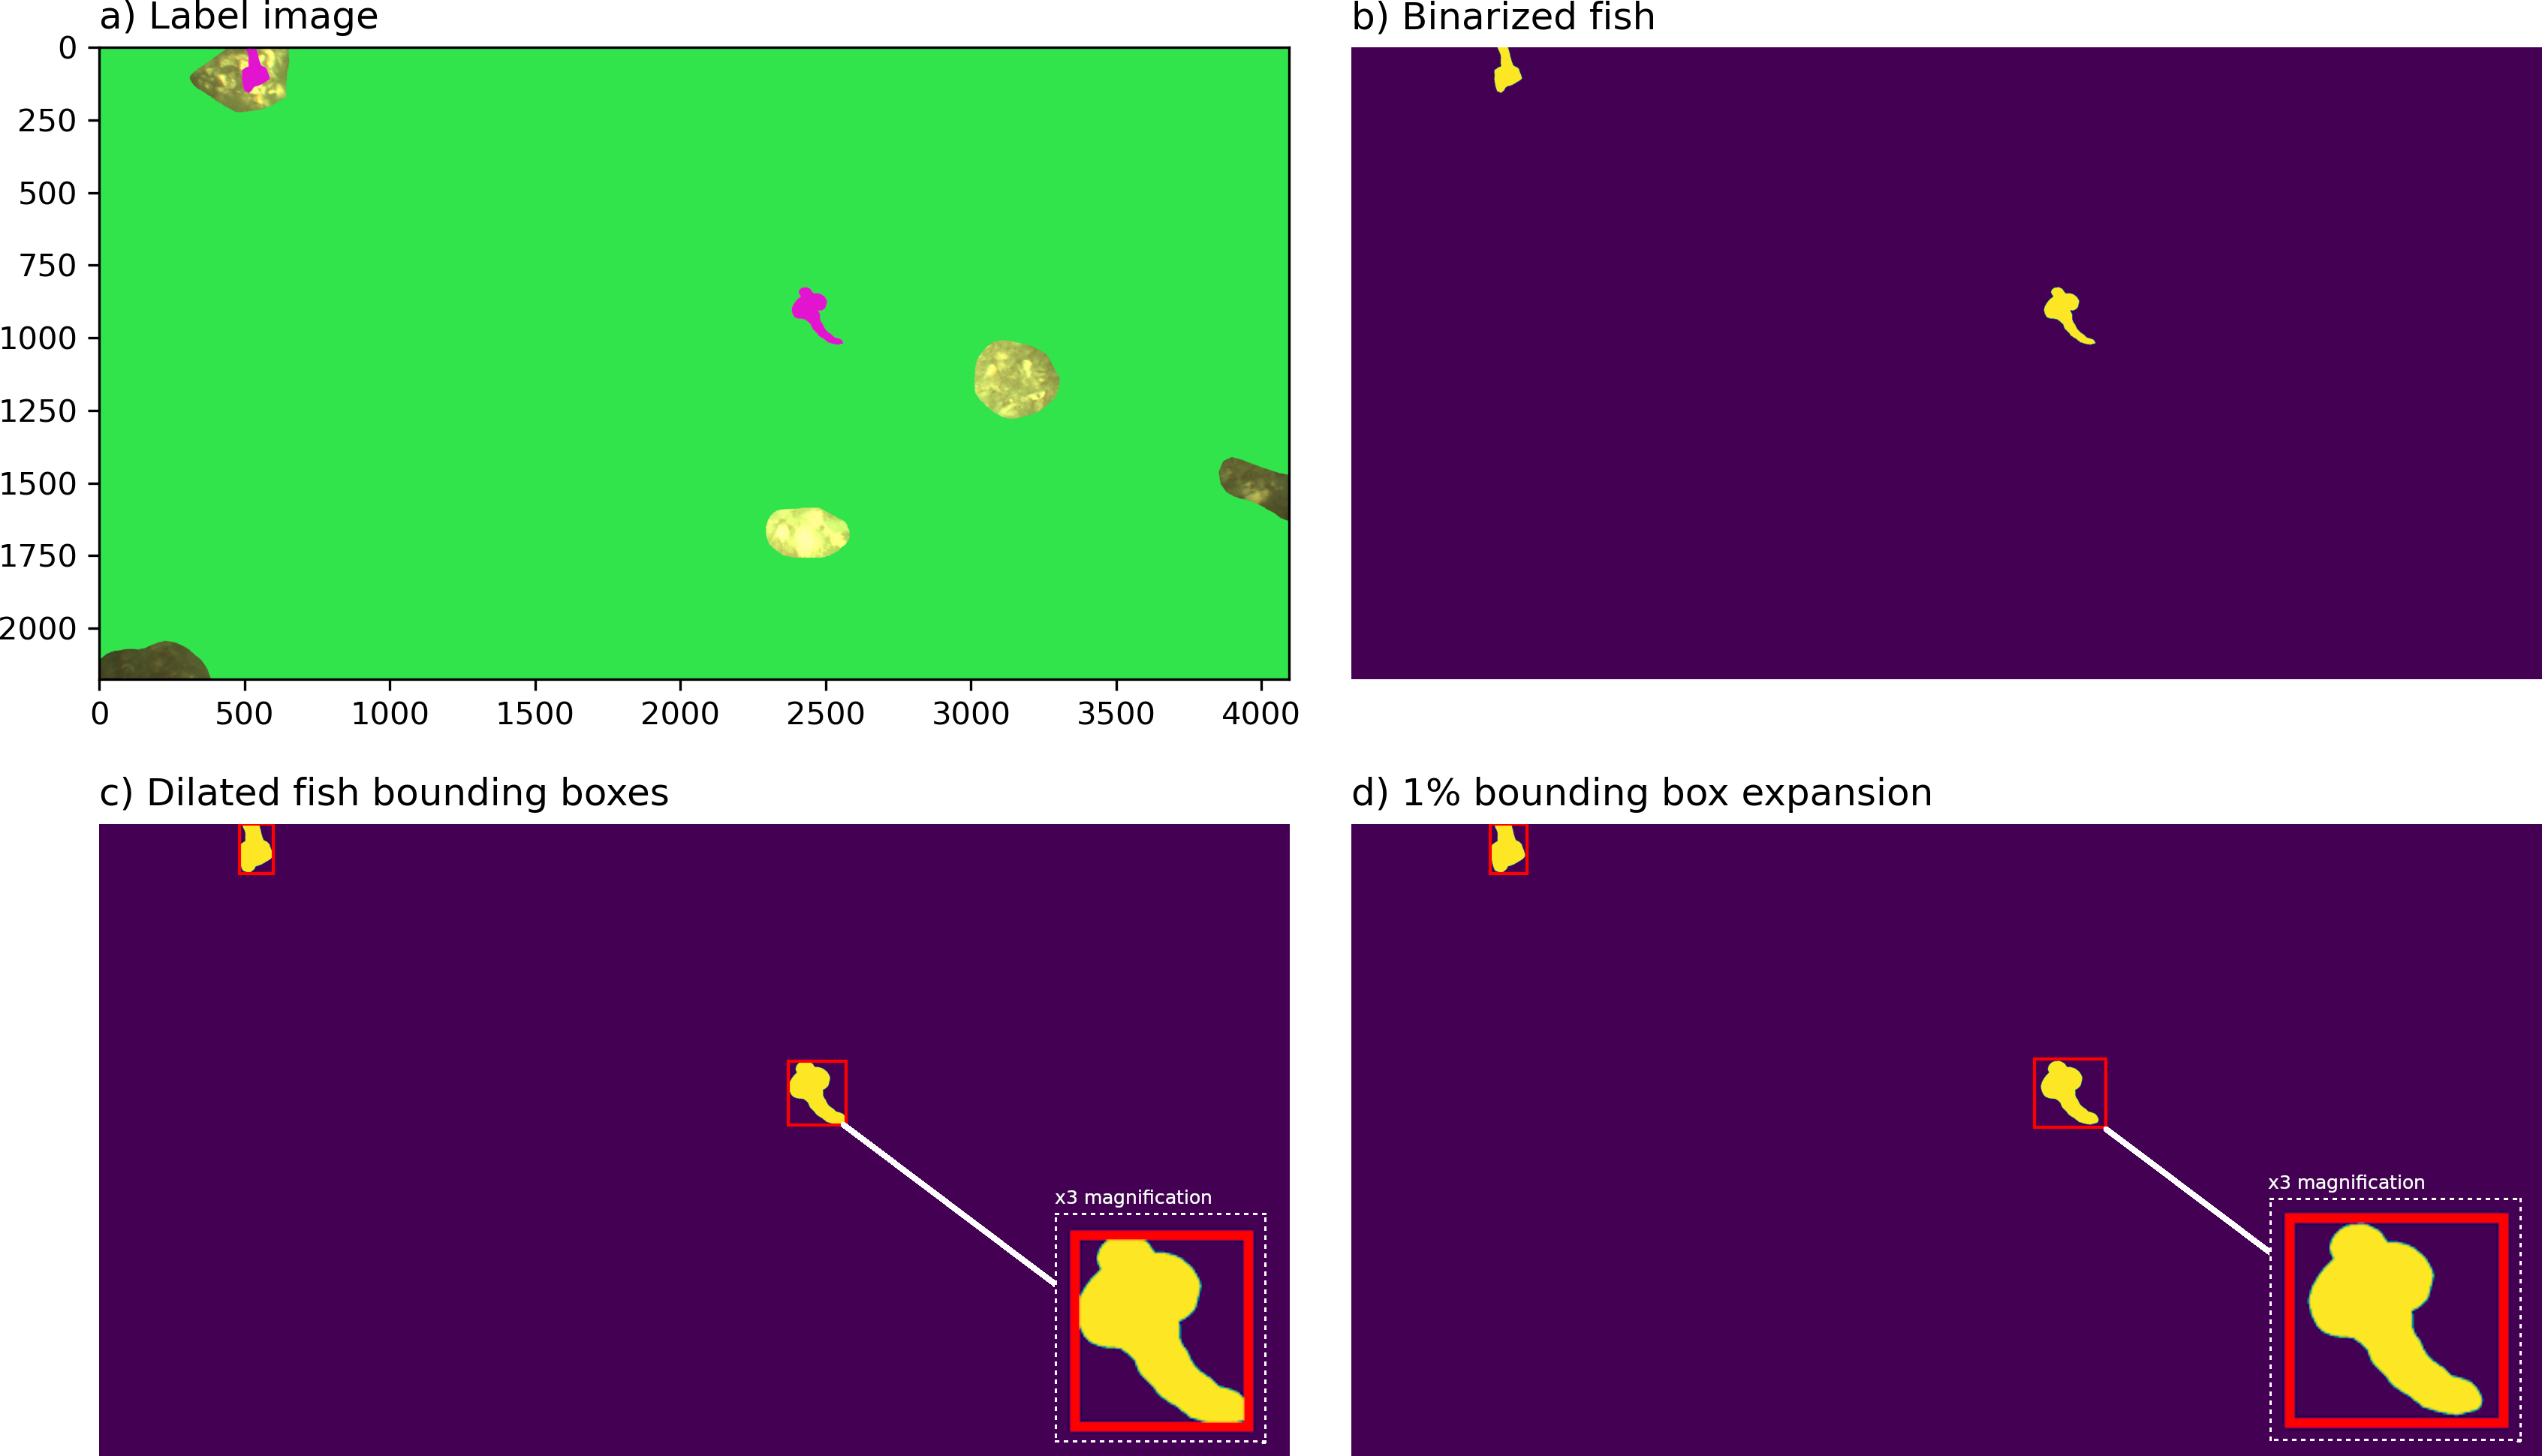 a) Label image
b) Binarized fish
0
250
500
750
1000
1250
1500
1750
2000
0 500 1000 1500 2000 2500 3000 3500 4000
c) Dilated fish bounding boxes
d) 1% bounding box expansion
x3 magnification
x3 magnification